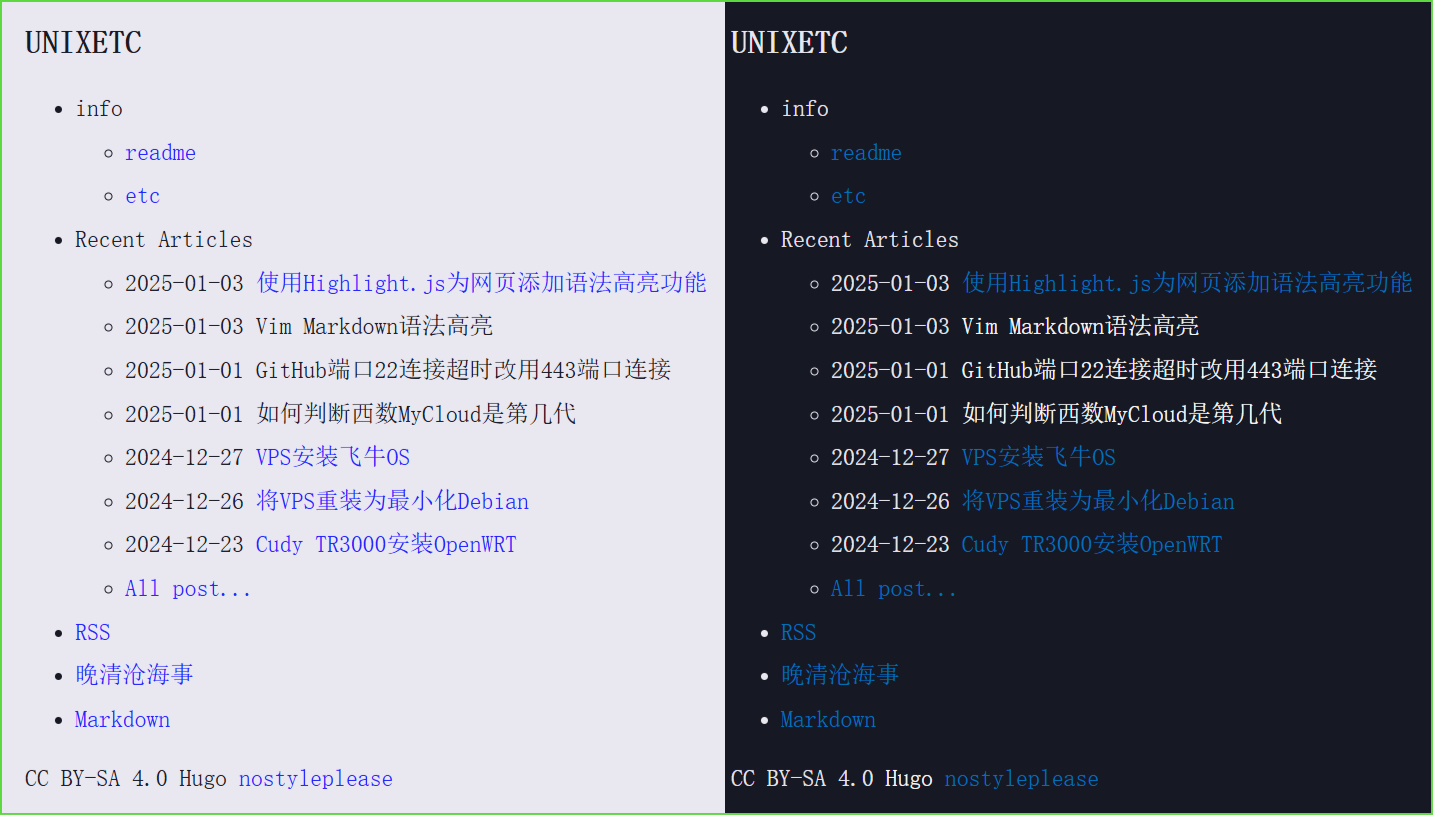 UNIXETC
info
readme
etc
Recent Articles
2025-01-03 使用Highlight.js为网页添加语法高亮功能
2025-01-03 Vim Markdown语法高亮
2025-01-01 GitHub端口22连接超时改用443端口连接
2025-01-01 如何判断西数MyCloud是第几代
2024-12-27 VPS安装飞牛OS
2024-12-26 将VPS重装为最小化Debian
2024-12-23 Cudy TR3000安装OpenWRT
All post...
RSS
晚清沧海事
Markdown
CC BY-SA 4.0 Hugo nostyleplease
UNIXETC
info
readme
etc
Recent Articles
2025-01-03 使用Highlight.js为网页添加语法高亮功能
2025-01-03 Vim Markdown语法高亮
2025-01-01 GitHub端口22连接超时改用443端口连接
2025-01-01 如何判断西数MyCloud是第几代
2024-12-27 VPS安装飞牛OS
2024-12-26 将VPS重装为最小化Debian
2024-12-23 Cudy TR3000安装OpenWRT
All post...
RSS
晚清沧海事
Markdown
CC BY-SA 4.0 Hugo nostyleplease